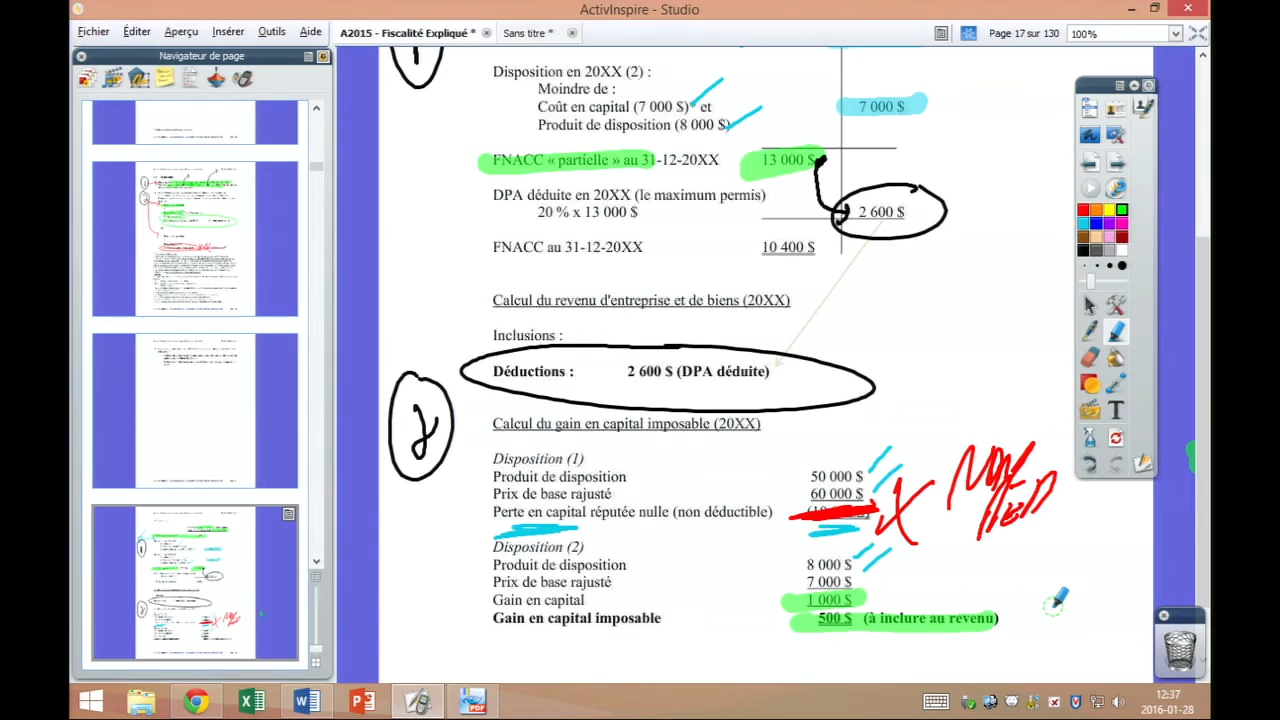 ActivInspire - Studio
Fichier Éditer Aperçu Insérer Outils Aide
A2015 - Fiscalité Expliqué *
Sans titre *
Page 17 sur 130
100%
Navigateur de page
1
Disposition en 20XX (2) :
Moindre de :
Coût en capital (7 000 $) et 7 000 $
Produit de disposition (8 000 $)
FNACC « partielle » au 31-12-20XX 13 000 $
DPA déduite en 20XX (le maximum permis)
20 % x 13 000 $ 2 600 $
FNACC au 31-12-20XX 10 400 $
Calcul du revenu d'entreprise et de biens (20XX)
Inclusions :
Déductions : 2 600 $ (DPA déduite)
2
Calcul du gain en capital imposable (20XX)
Disposition (1)
Produit de disposition 50 000 $
Prix de base rajusté 60 000 $
Perte en capital réputée nulle (non déductible)
Disposition (2)
Produit de disposition 8 000 $
Prix de base rajusté 7 000 $
Gain en capital 1 000 $
Gain en capital imposable 500 $ (à inclure au revenu)
12:37
2016-01-28